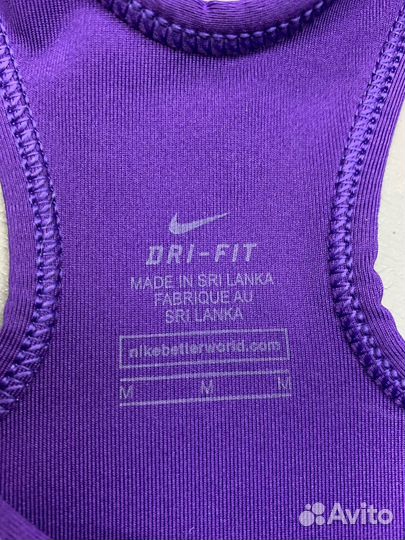 DRI-FIT
MADE IN SRI LANKA
FABRIQUE AU
SRI LANKA
nikebetterworld.com
M M M
Avito